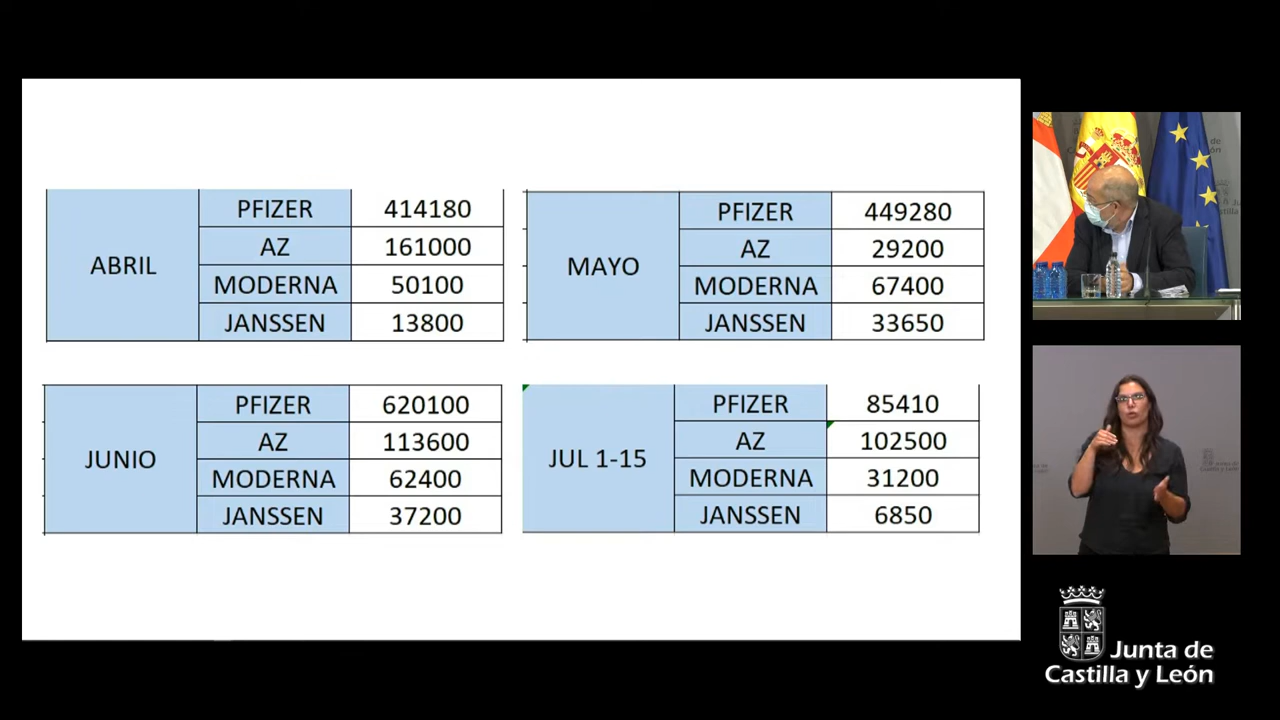 ABRIL
PFIZER 414180
AZ 161000
MODERNA 50100
JANSSEN 13800
MAYO
PFIZER 449280
AZ 29200
MODERNA 67400
JANSSEN 33650
JUNIO
PFIZER 620100
AZ 113600
MODERNA 62400
JANSSEN 37200
JUL 1-15
PFIZER 85410
AZ 102500
MODERNA 31200
JANSSEN 6850
Junta de
Castilla y León